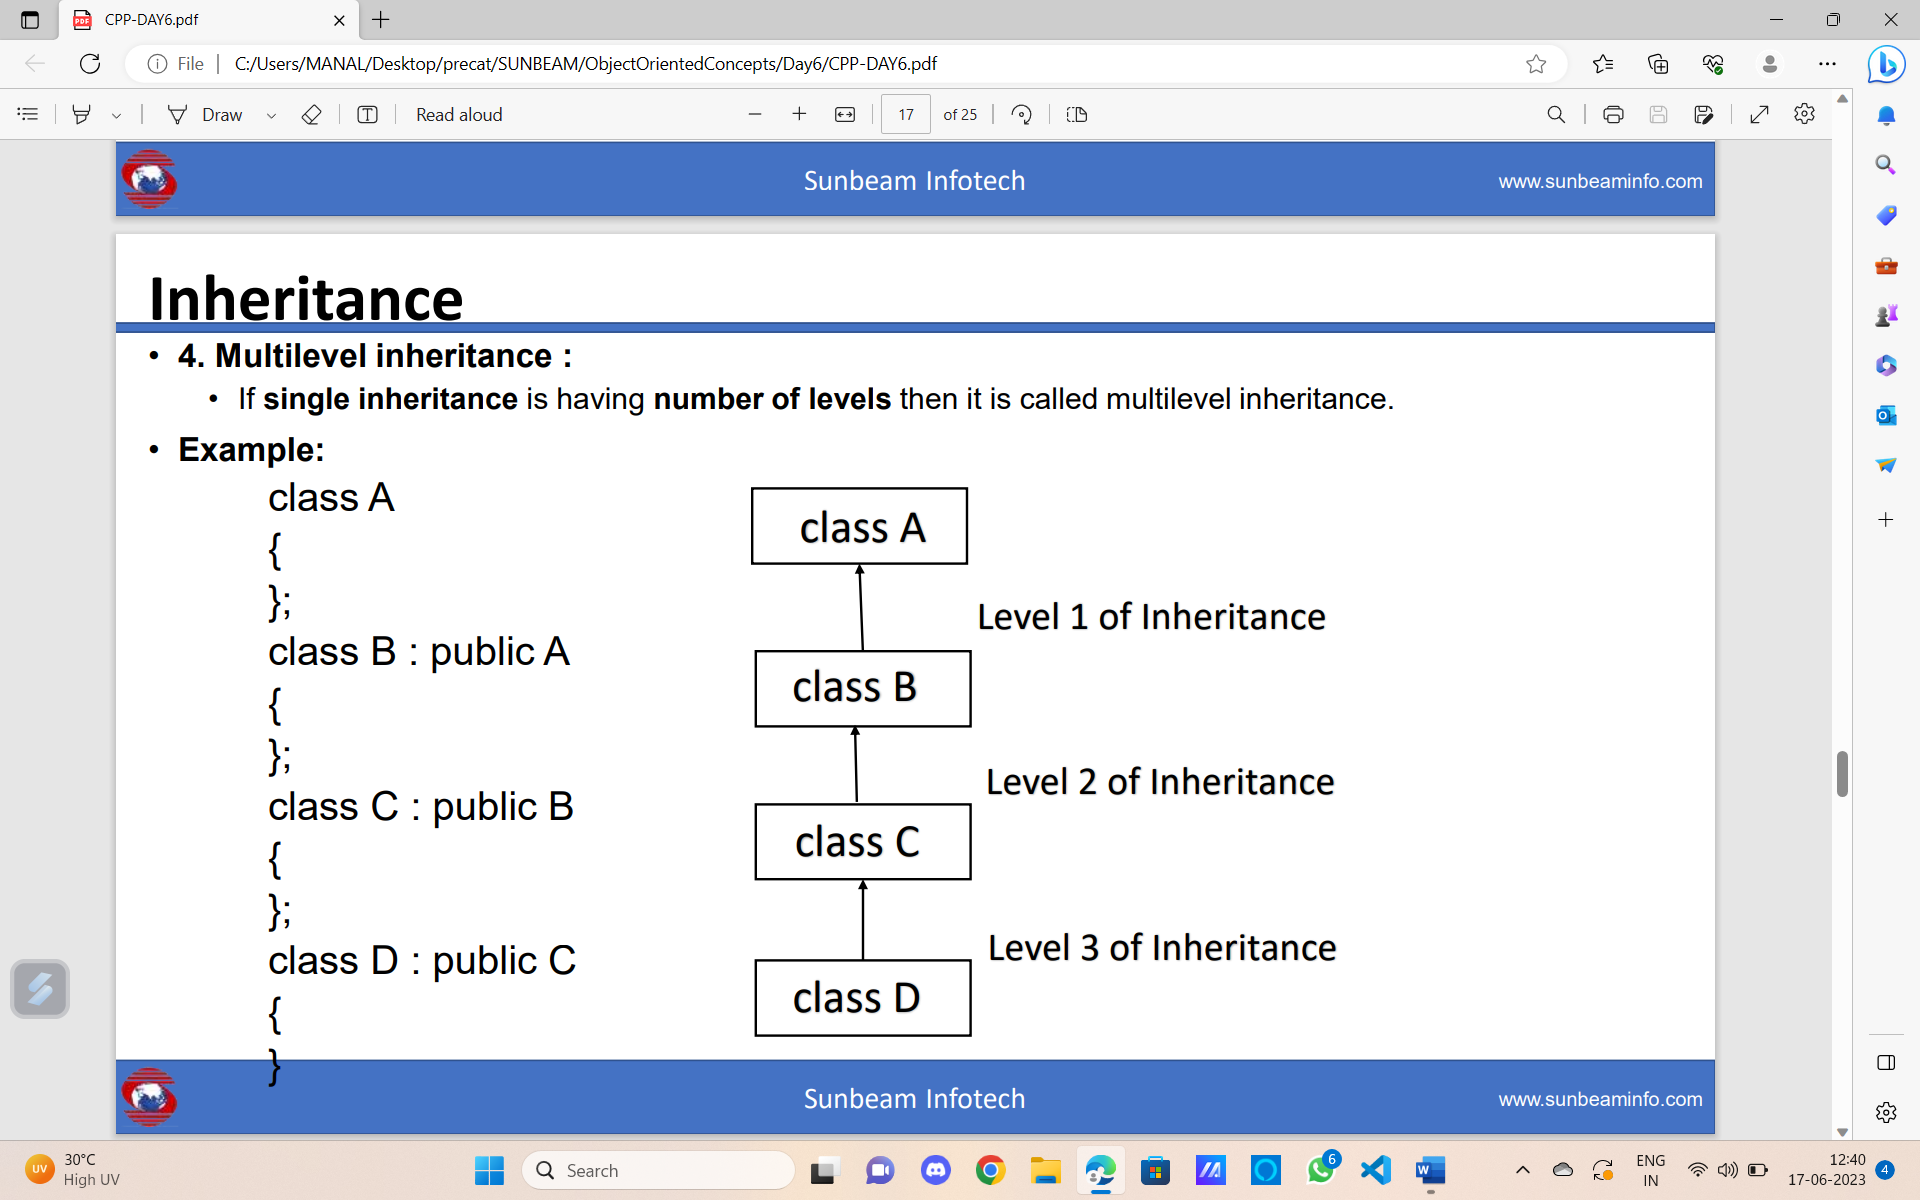 CPP-DAY6.pdf
File
C:/Users/MANAL/Desktop/precat/SUNBEAM/ObjectOrientedConcepts/Day6/CPP-DAY6.pdf
Draw
Read aloud
17 of 25
Sunbeam Infotech
www.sunbeaminfo.com
Inheritance
• 4. Multilevel inheritance :
• If single inheritance is having number of levels then it is called multilevel inheritance.
• Example:
class A
{
};
class B : public A
{
};
class C : public B
{
};
class D : public C
{
}
class A
Level 1 of Inheritance
class B
Level 2 of Inheritance
class C
Level 3 of Inheritance
class D
Sunbeam Infotech
www.sunbeaminfo.com
UV
30°C
High UV
Search
6
ENG
IN
12:40
17-06-2023
4